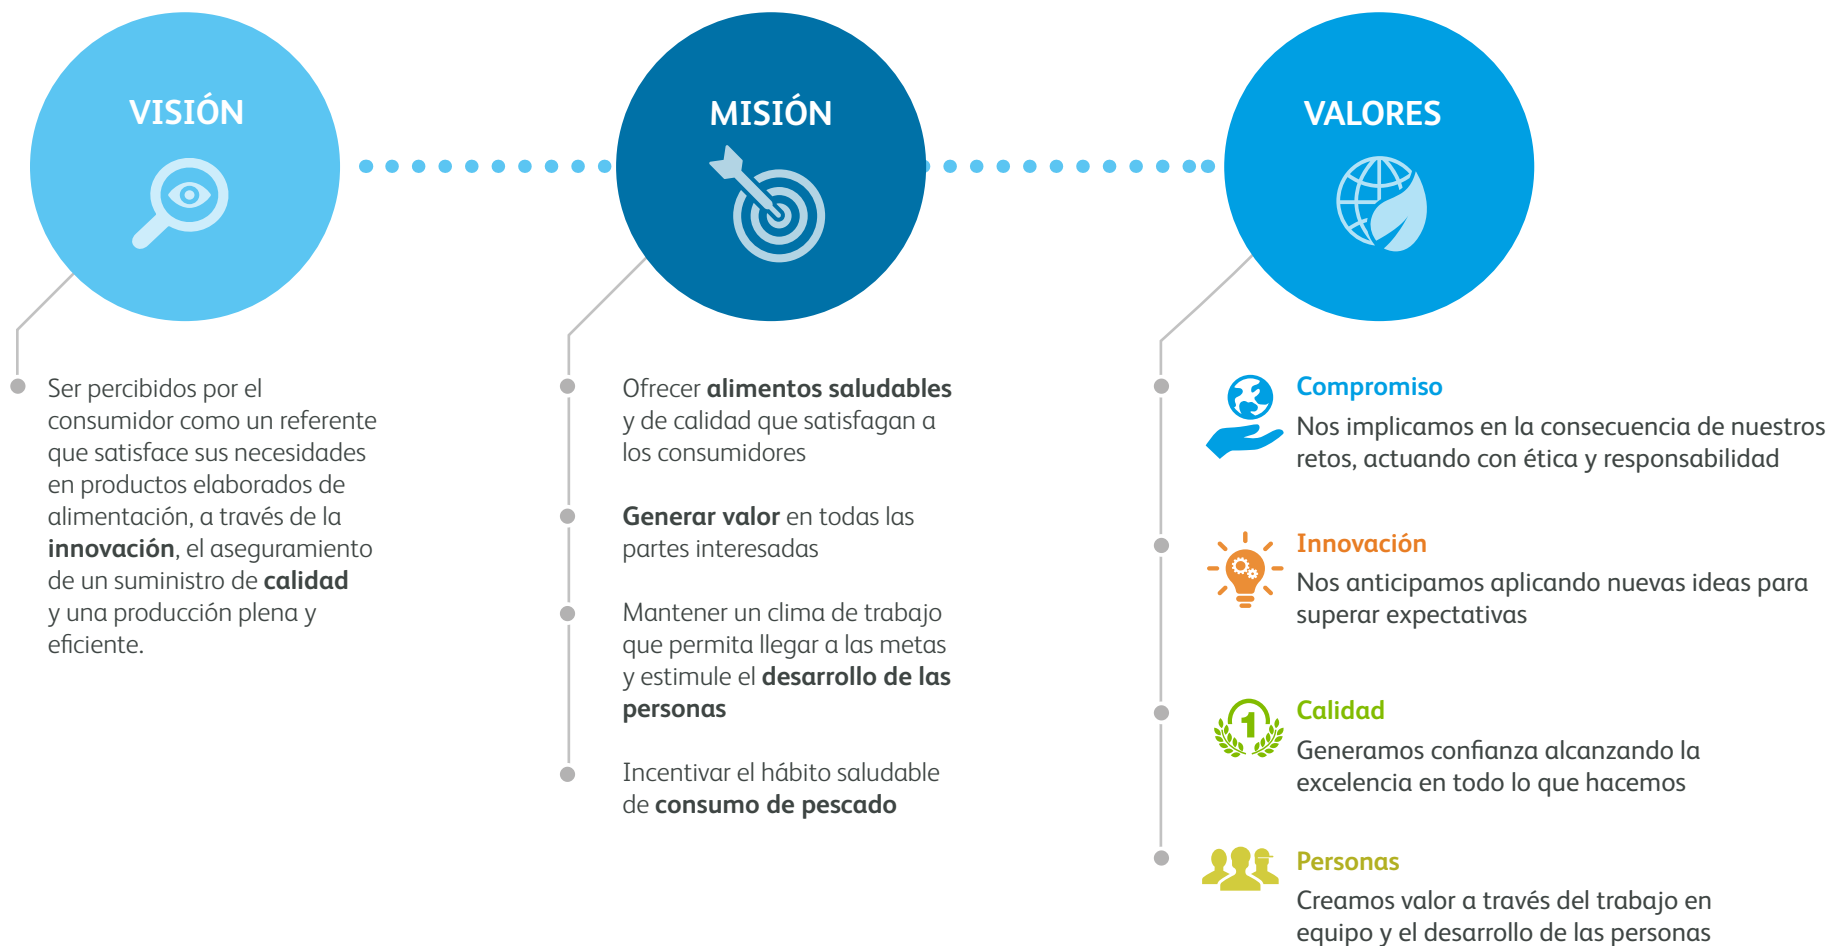 VISIÓN
Ser percibidos por el
consumidor como un referente
que satisface sus necesidades
en productos elaborados de
alimentación, a través de la
innovación, el aseguramiento
de un suministro de calidad
y una producción plena y
eficiente.
MISIÓN
Ofrecer alimentos saludables
y de calidad que satisfagan a
los consumidores
Generar valor en todas las
partes interesadas
Mantener un clima de trabajo
que permita llegar a las metas
y estimule el desarrollo de las
personas
Incentivar el hábito saludable
de consumo de pescado
VALORES
Compromiso
Nos implicamos en la consecuencia de nuestros
retos, actuando con ética y responsabilidad
Innovación
Nos anticipamos aplicando nuevas ideas para
superar expectativas
1
Calidad
Generamos confianza alcanzando la
excelencia en todo lo que hacemos
Personas
Creamos valor a través del trabajo en
equipo y el desarrollo de las personas